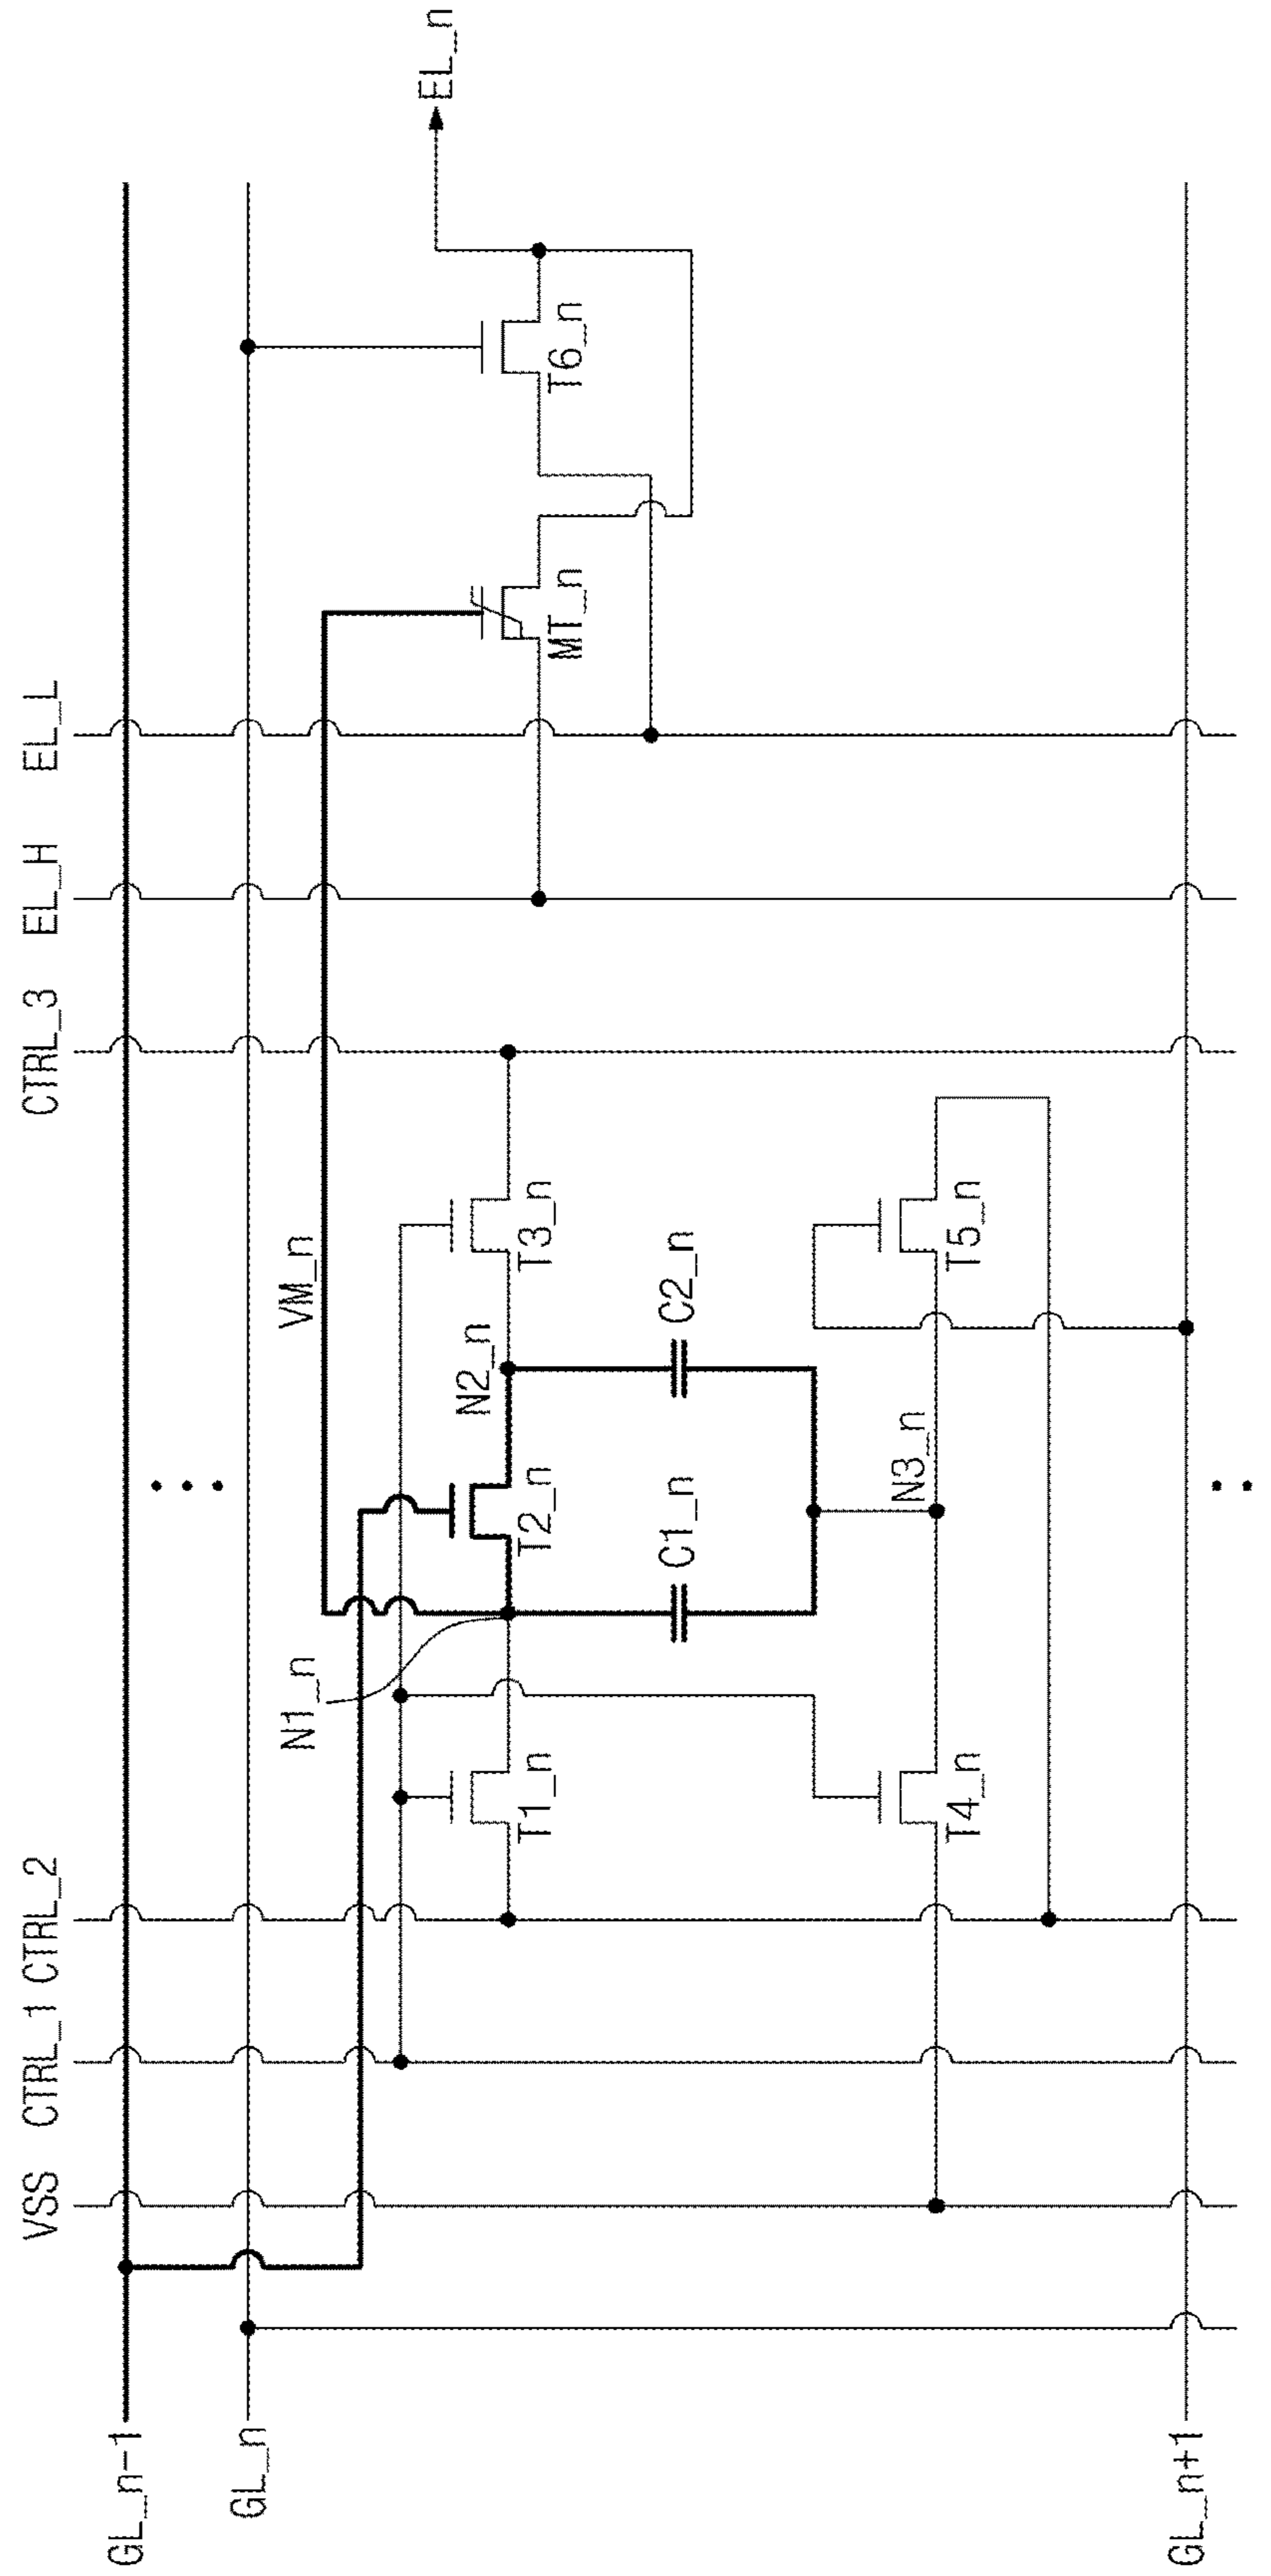 VSS
CTRL_1
CTRL_2
CTRL_3
EL_H
EL_L
GL_n-1
GL_n
EL_n
VM_n
N1_n
N2_n
T1_n
T2_n
T3_n
MT_n
T6_n
C1_n
C2_n
N3_n
T4_n
T5_n
GL_n+1